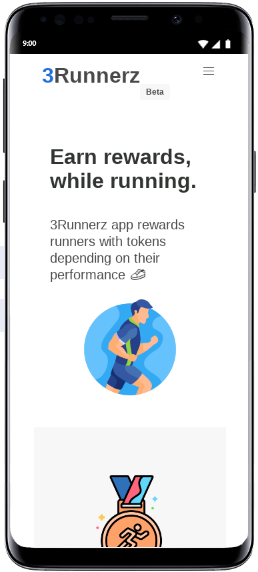 9:00
3Runnerz
Beta
Earn rewards,
while running.
3Runnerz app rewards
runners with tokens
depending on their
performance 👟